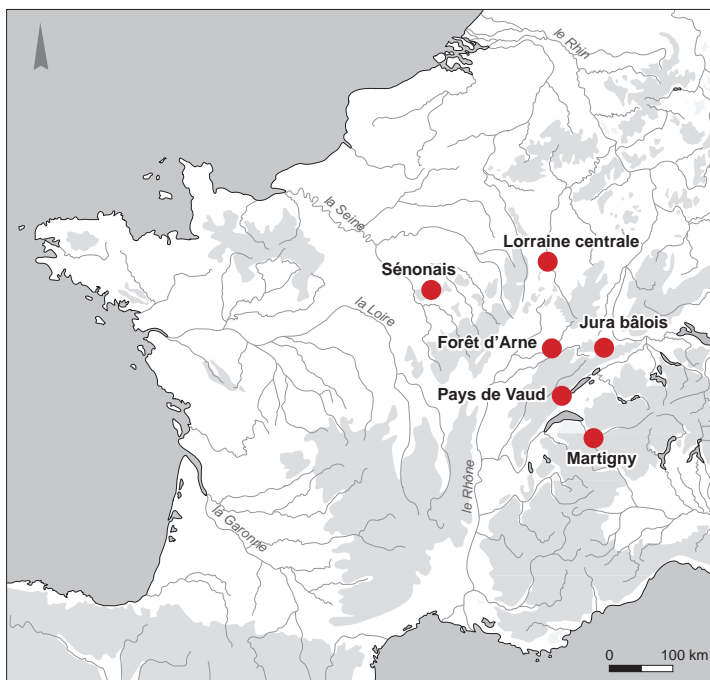 le Rhin
la Seine
Lorraine centrale
Sénonais
la Loire
Jura bâlois
Forêt d'Arne
Pays de Vaud
Martigny
le Rhône
la Garonne
0 100 km